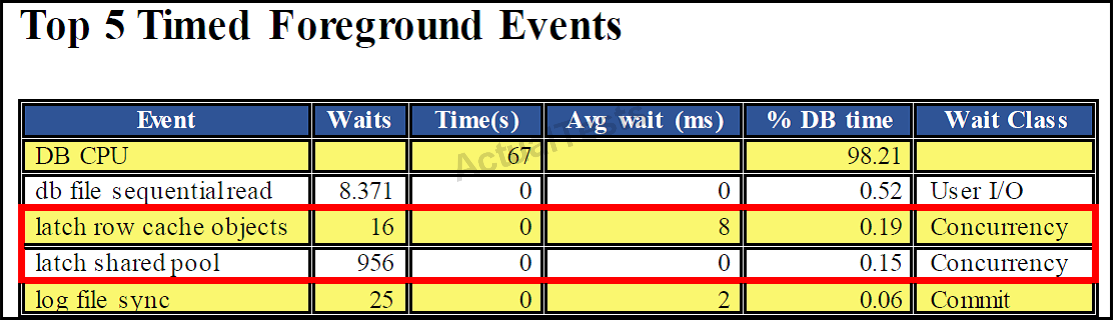 Top 5 Timed Foreground Events
Event Waits Time(s) Avg wait (ms) % DB time Wait Class
DB CPU 67 98.21
db file sequentialread 8.371 0 0 0.52 User I/O
latch row cache objects 16 0 8 0.19 Concurrency
latch shared pool 956 0 0 0.15 Concurrency
log file sync 25 0 2 0.06 Commit
ActualTests